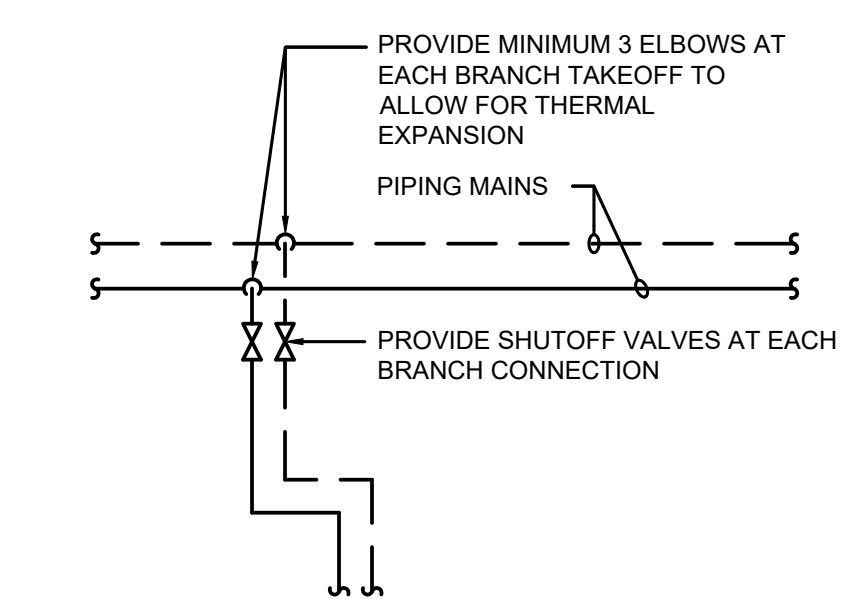 PROVIDE MINIMUM 3 ELBOWS AT
EACH BRANCH TAKEOFF TO
ALLOW FOR THERMAL
EXPANSION
PIPING MAINS
PROVIDE SHUTOFF VALVES AT EACH
BRANCH CONNECTION